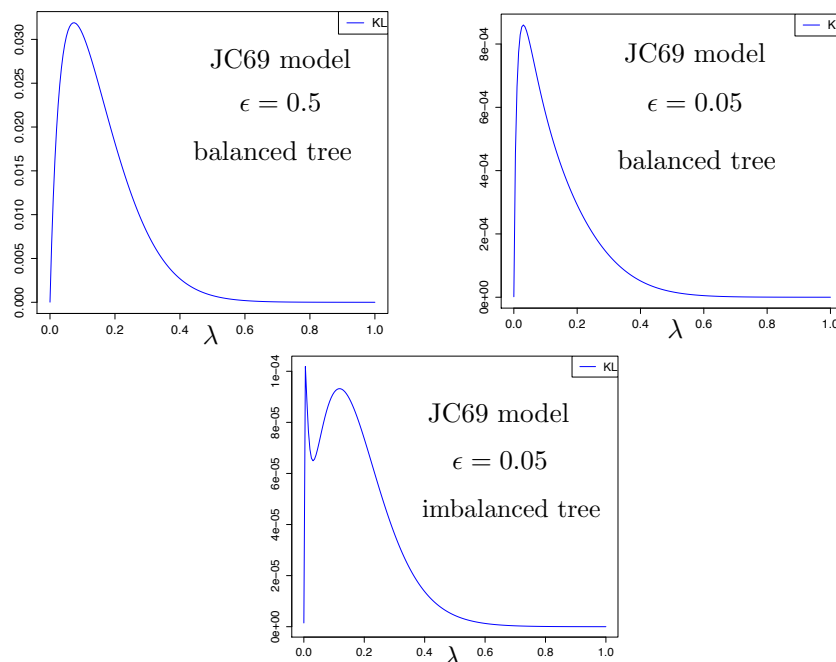 KL
JC69 model
ϵ = 0.5
balanced tree
0.000 0.005 0.010 0.015 0.020 0.025 0.030
0.0 0.2 0.4 0.6 0.8 1.0
λ
K
JC69 model
ϵ = 0.05
balanced tree
0e+00 2e−04 4e−04 6e−04 8e−04
0.0 0.2 0.4 0.6 0.8 1.0
λ
KL
JC69 model
ϵ = 0.05
imbalanced tree
0e+00 2e−05 4e−05 6e−05 8e−05 1e−04
0.0 0.2 0.4 0.6 0.8 1.0
λ